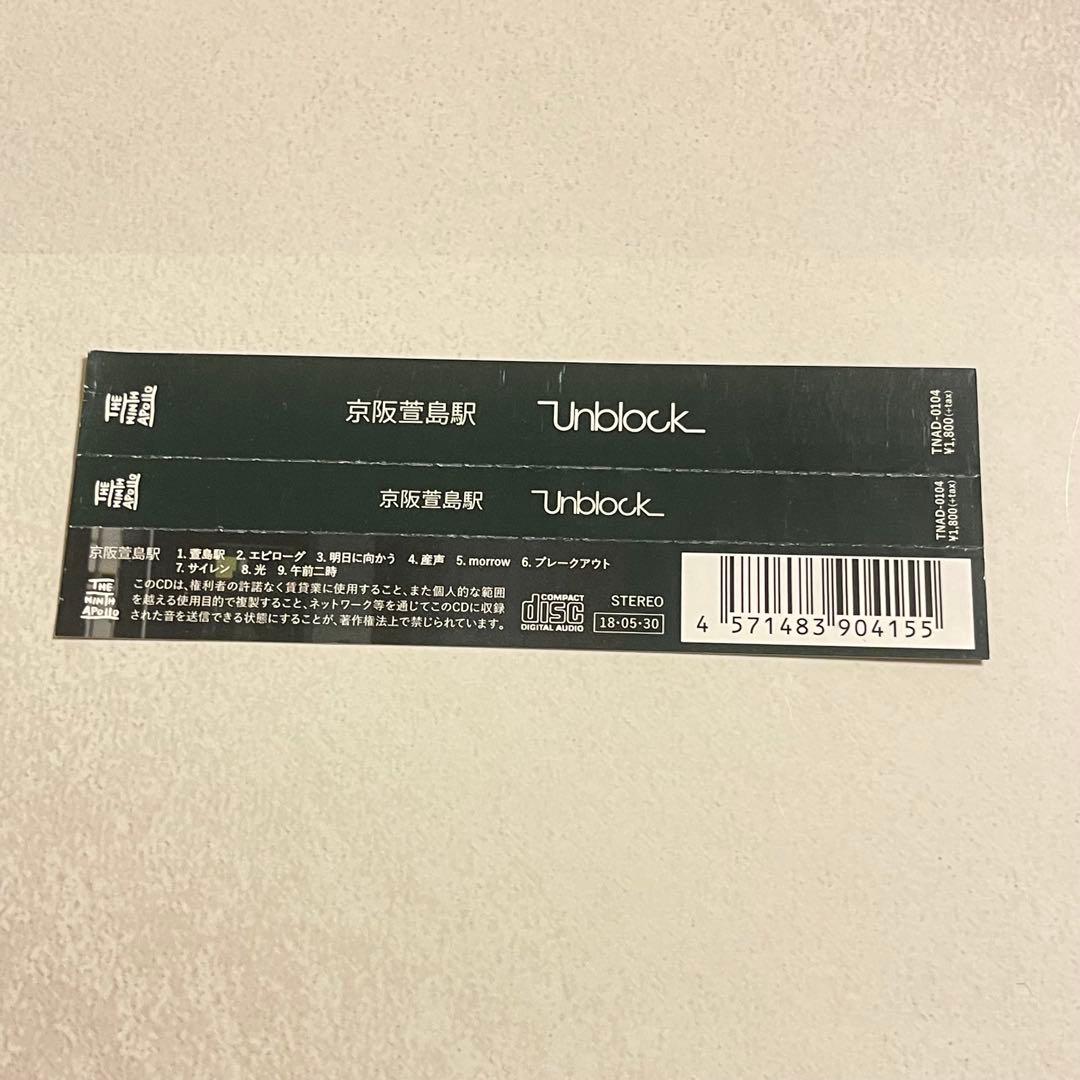 THE NINTH APOLLO
京阪萱島駅
Unblock
TNAD-0104
¥1,800(+tax)
THE NINTH APOLLO
京阪萱島駅
Unblock
TNAD-0104
¥1,800(+tax)
京阪萱島駅
1. 萱島駅 2. エピローグ 3. 明日に向かう 4. 産声 5. morrow 6. ブレークアウト
7. サイレン 8. 光 9. 午前二時
THE NINTH APOLLO
このCDは、権利者の許諾なく賃貸業に使用すること、また個人的な範囲
を越える使用目的で複製すること、ネットワーク等を通じてこのCDに収録
された音を送信できる状態にすることが、著作権法上で禁じられています。
COMPACT
disc
DIGITAL AUDIO
STEREO
18・05・30
4 571483 904155